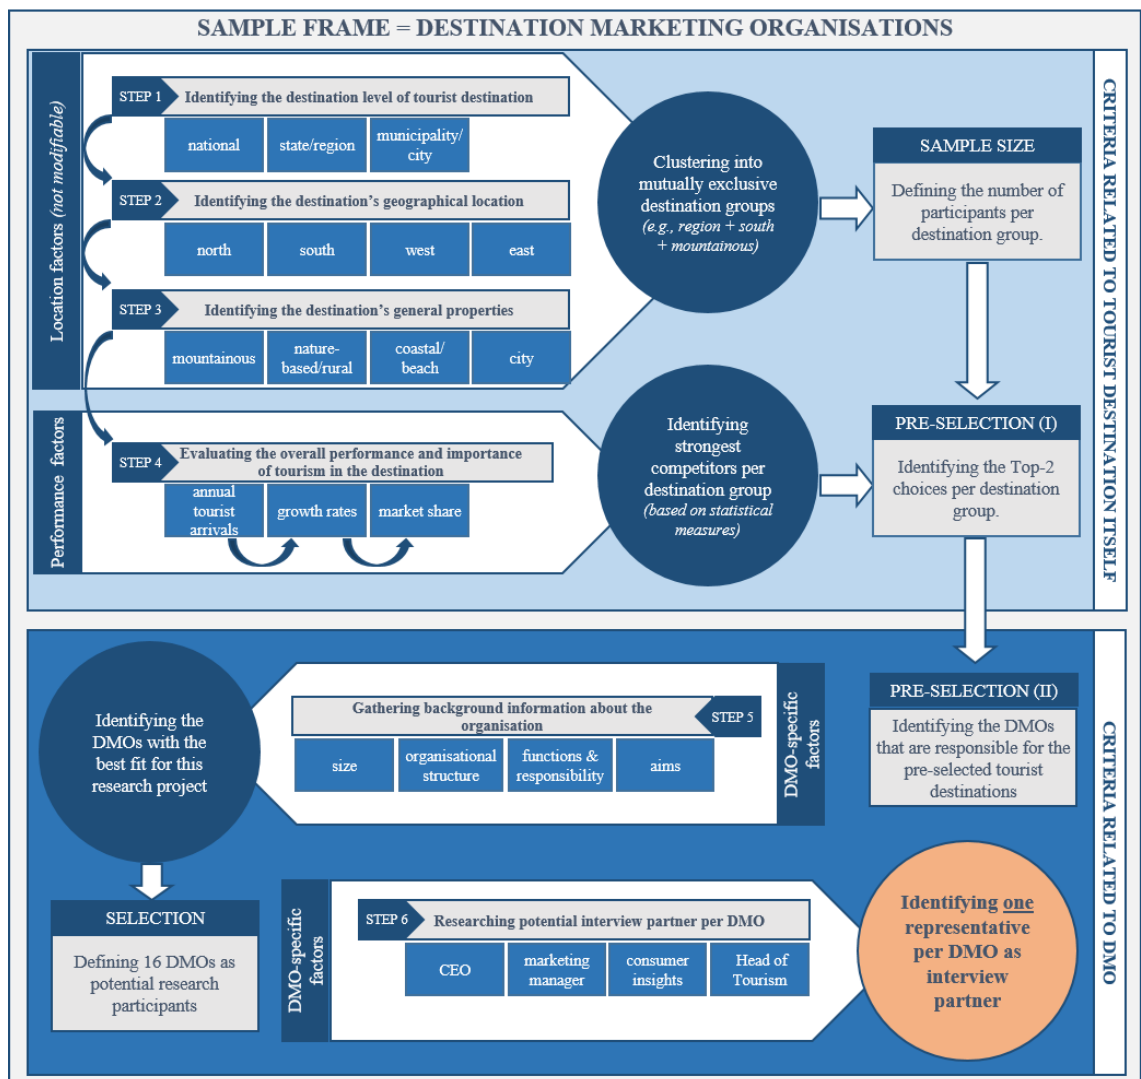 SAMPLE FRAME = DESTINATION MARKETING ORGANISATIONS
CRITERIA RELATED TO TOURIST DESTINATION ITSELF
Location factors (not modifiable)
STEP 1
Identifying the destination level of tourist destination
national
state/region
municipality/
city
STEP 2
Identifying the destination's geographical location
north
south
west
east
STEP 3
Identifying the destination's general properties
mountainous
nature-
based/rural
coastal/
beach
city
Clustering into
mutually exclusive
destination groups
(e.g., region + south
+ mountainous)
SAMPLE SIZE
Defining the number of
participants per
destination group.
Performance factors
STEP 4
Evaluating the overall performance and importance
of tourism in the destination
annual
tourist
arrivals
growth rates
market share
Identifying
strongest
competitors per
destination group
(based on statistical
measures)
PRE-SELECTION (I)
Identifying the Top-2
choices per destination
group.
CRITERIA RELATED TO DMO
PRE-SELECTION (II)
Identifying the DMOs
that are responsible for the
pre-selected tourist
destinations
DMO-specific
factors
STEP 5
Gathering background information about the
organisation
size
organisational
structure
functions &
responsibility
aims
Identifying the
DMOs with the
best fit for this
research project
SELECTION
Defining 16 DMOs as
potential research
participants
DMO-specific
factors
STEP 6
Researching potential interview partner per DMO
CEO
marketing
manager
consumer
insights
Head of
Tourism
Identifying one
representative
per DMO as
interview
partner